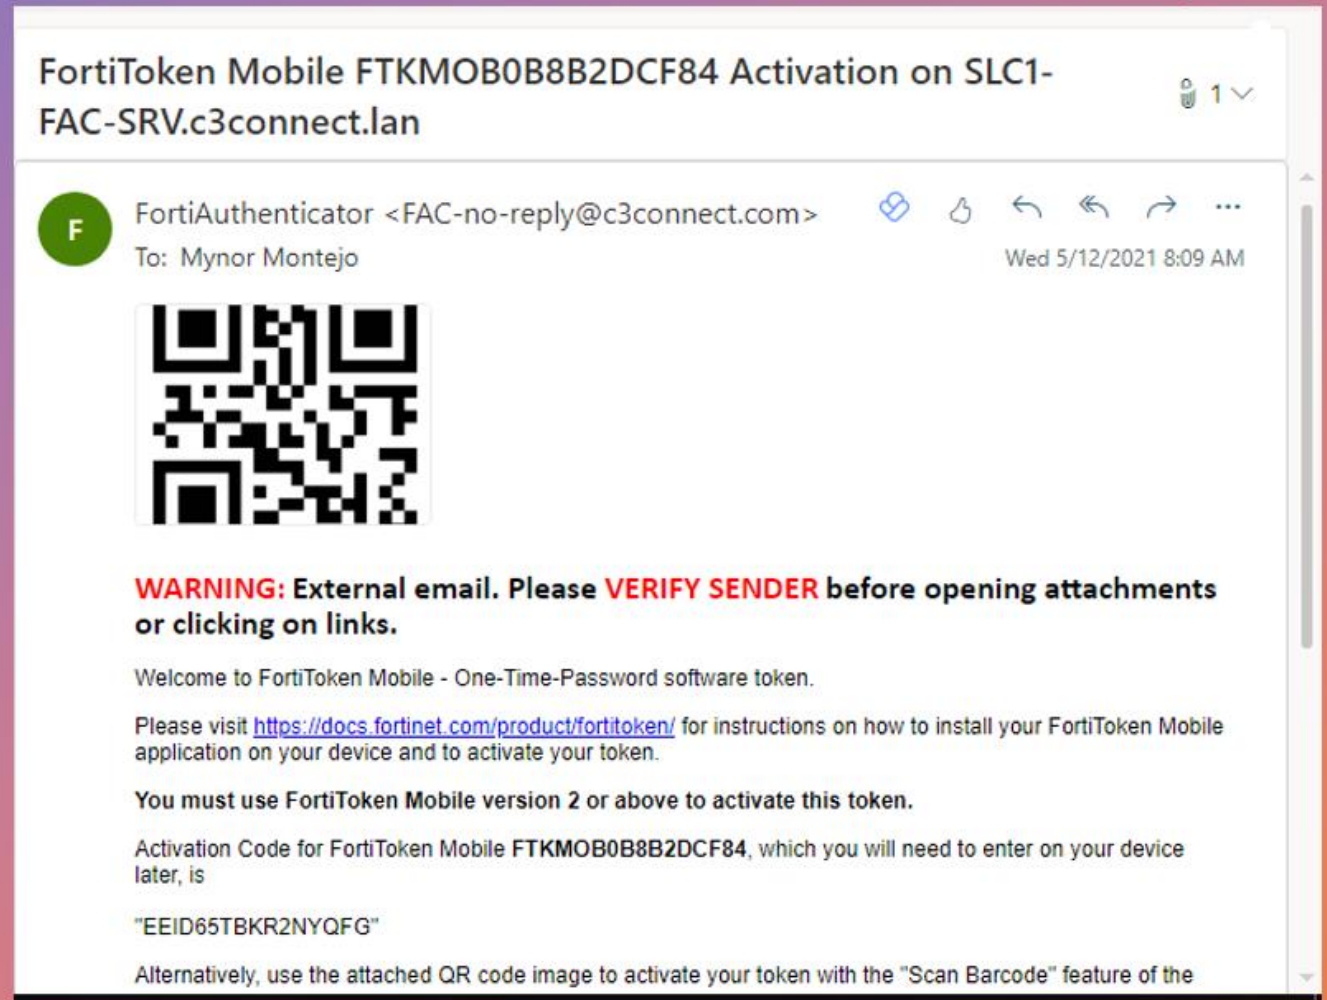 FortiToken Mobile FTKMOB0B8B2DCF84 Activation on SLC1-
FAC-SRV.c3connect.lan
1
F
FortiAuthenticator <FAC-no-reply@c3connect.com>
To: Mynor Montejo
Wed 5/12/2021 8:09 AM
WARNING: External email. Please VERIFY SENDER before opening attachments
or clicking on links.
Welcome to FortiToken Mobile - One-Time-Password software token.
Please visit https://docs.fortinet.com/product/fortitoken/ for instructions on how to install your FortiToken Mobile
application on your device and to activate your token.
You must use FortiToken Mobile version 2 or above to activate this token.
Activation Code for FortiToken Mobile FTKMOB0B8B2DCF84, which you will need to enter on your device
later, is
"EEID65TBKR2NYQFG"
Alternatively, use the attached QR code image to activate your token with the "Scan Barcode" feature of the